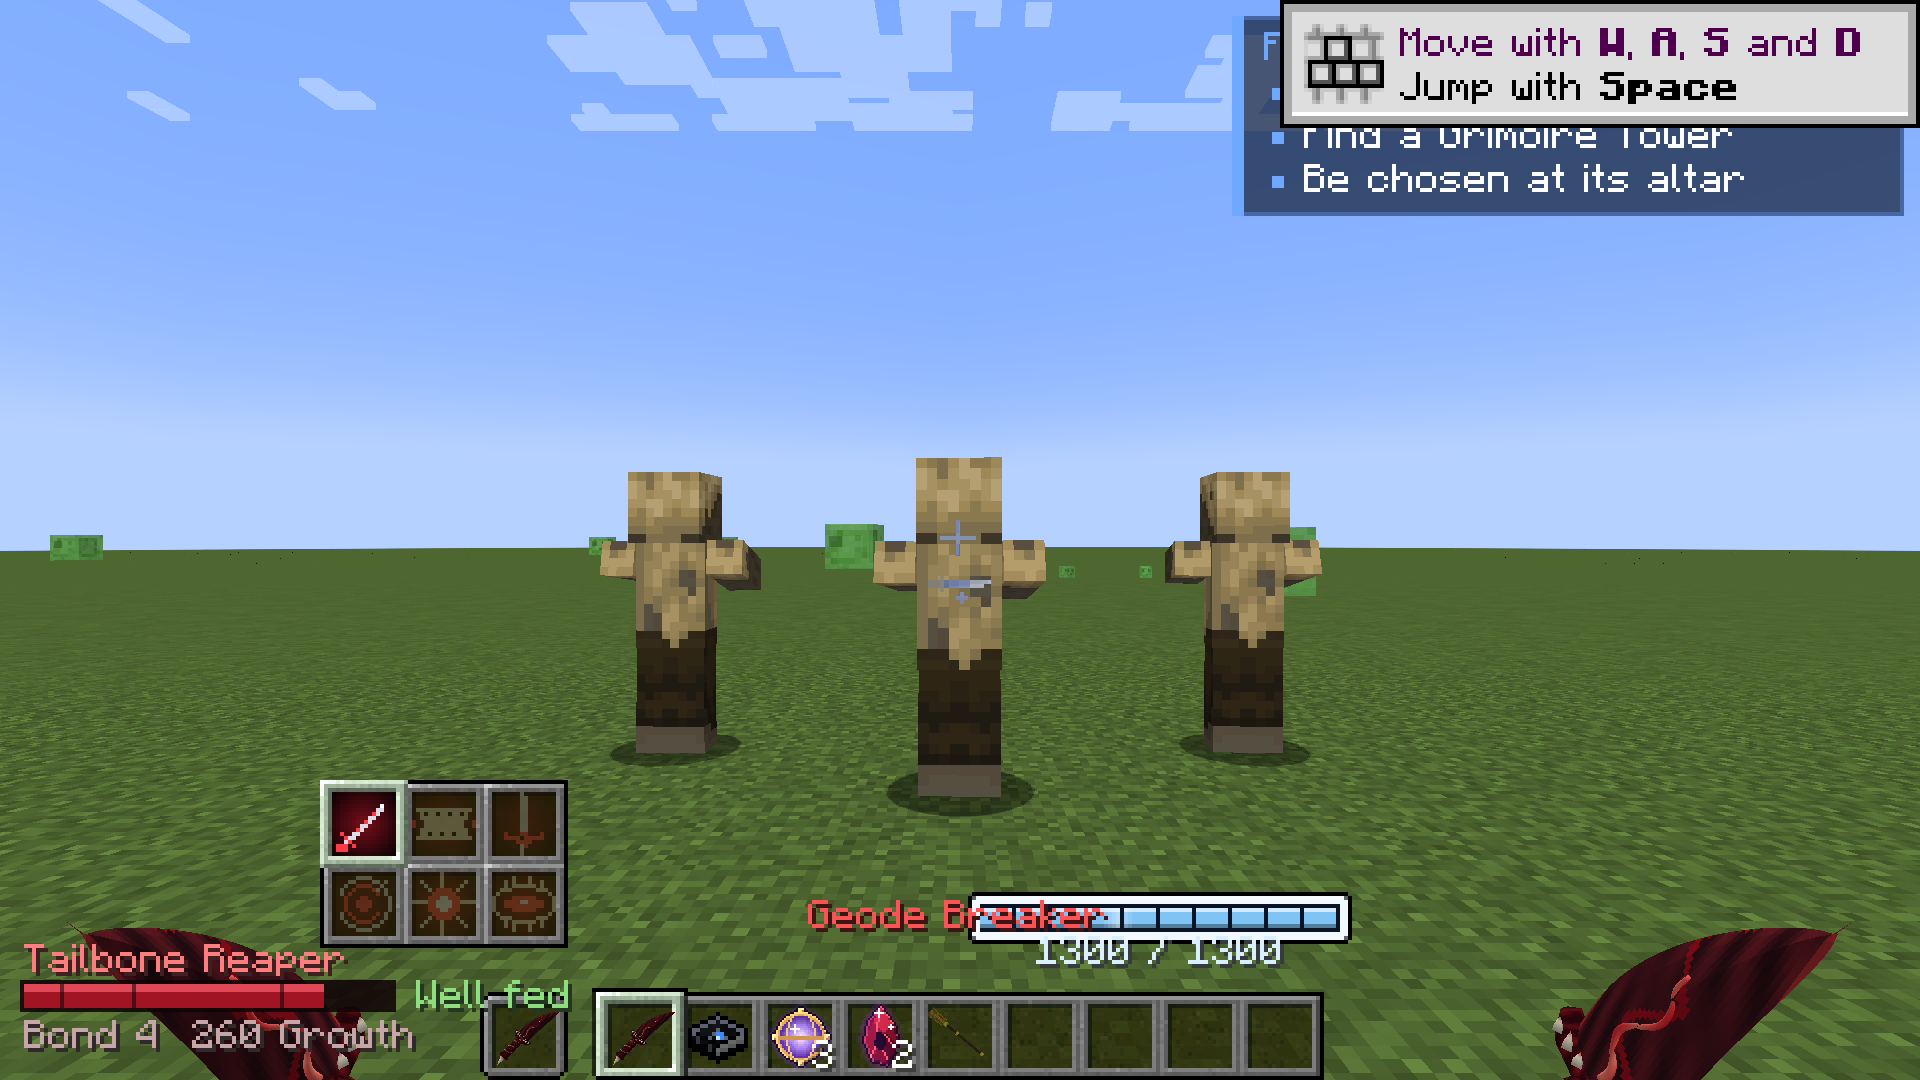 Move with W, A, S and D
Jump with Space
F
Find a Grimoire Tower
Be chosen at its altar
Geode Breaker
1300 / 1300
Tailbone Reaper
Well fed
Bond 4 260 Growth
3
2